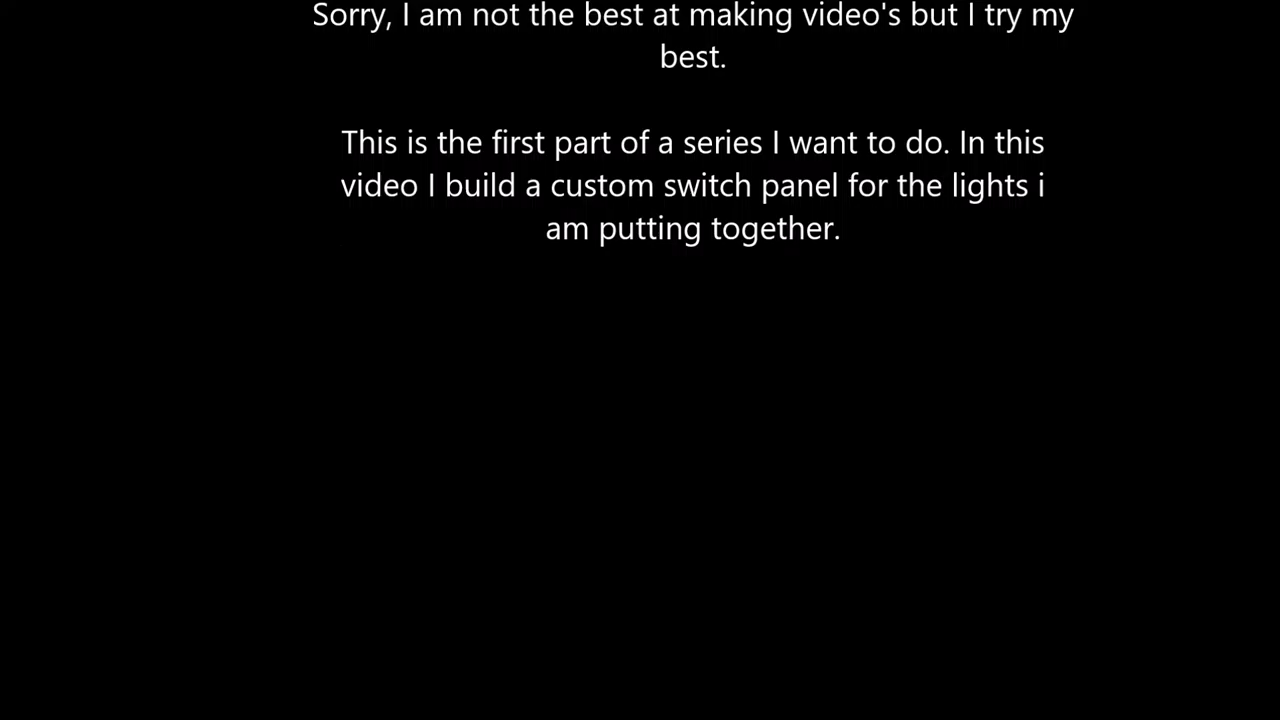 Sorry, I am not the best at making video's but I try my
best.
This is the first part of a series I want to do. In this
video I build a custom switch panel for the lights i
am putting together.